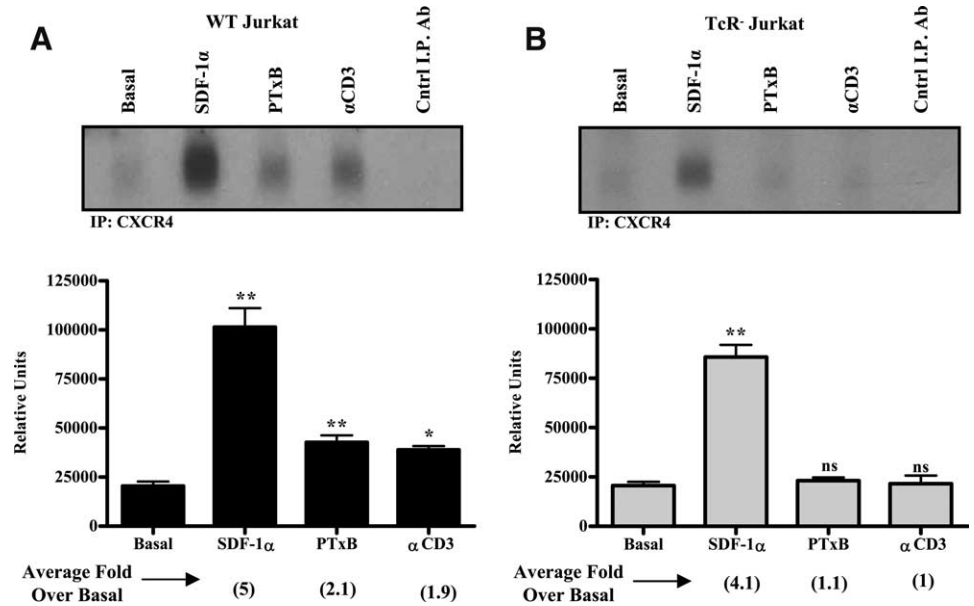 A
WT Jurkat
Basal
SDF-1α
PTxB
αCD3
Cntrl I.P. Ab
IP: CXCR4
Relative Units
125000
100000
75000
50000
25000
0
**
**
*
Basal
SDF-1α
PTxB
αCD3
Average Fold
Over Basal
(5)
(2.1)
(1.9)
B
TcR- Jurkat
Basal
SDF-1α
PTxB
αCD3
Cntrl I.P. Ab
IP: CXCR4
Relative Units
125000
100000
75000
50000
25000
0
**
ns
ns
Basal
SDF-1α
PTxB
αCD3
Average Fold
Over Basal
(4.1)
(1.1)
(1)